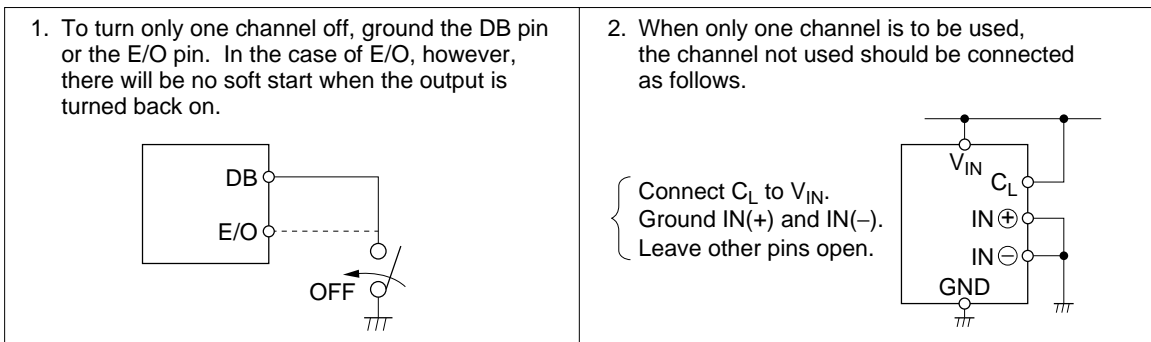 1. To turn only one channel off, ground the DB pin
or the E/O pin. In the case of E/O, however,
there will be no soft start when the output is
turned back on.
DB
E/O
OFF
2. When only one channel is to be used,
the channel not used should be connected
as follows.
Connect CL to VIN.
Ground IN(+) and IN(−).
Leave other pins open.
VIN
CL
IN ⊕
IN ⊖
GND